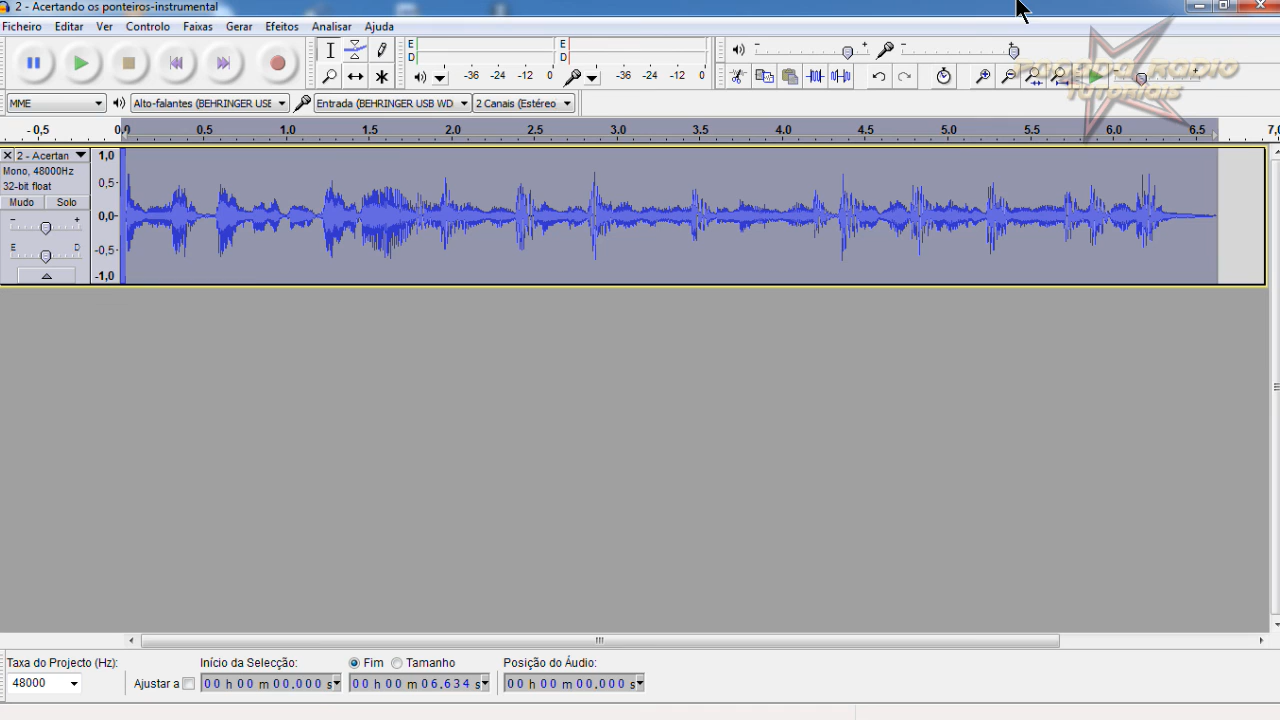 2 - Acertando os ponteiros-instrumental
Ficheiro Editar Ver Controlo Faixas Gerar Efeitos Analisar Ajuda
E
D
-36 -24 -12 0
E
D
-36 -24 -12 0
- +
- +
MME
Alto-falantes (BEHRINGER USE
Entrada (BEHRINGER USB WD
2 Canais (Estéreo
- 0,5 0,0 0,5 1,0 1,5 2,0 2,5 3,0 3,5 4,0 4,5 5,0 5,5 6,0 6,5 7,0
2 - Acertan
Mono, 48000Hz
32-bit float
Mudo Solo
- +
E D
1,0
0,5-
0,0-
-0,5-
-1,0
Taxa do Projecto (Hz):
48000
Ajustar a
Início da Selecção:
00 h 00 m 00.000 s
Fim Tamanho
00 h 00 m 06.634 s
Posição do Áudio:
00 h 00 m 00.000 s
Tutoriais